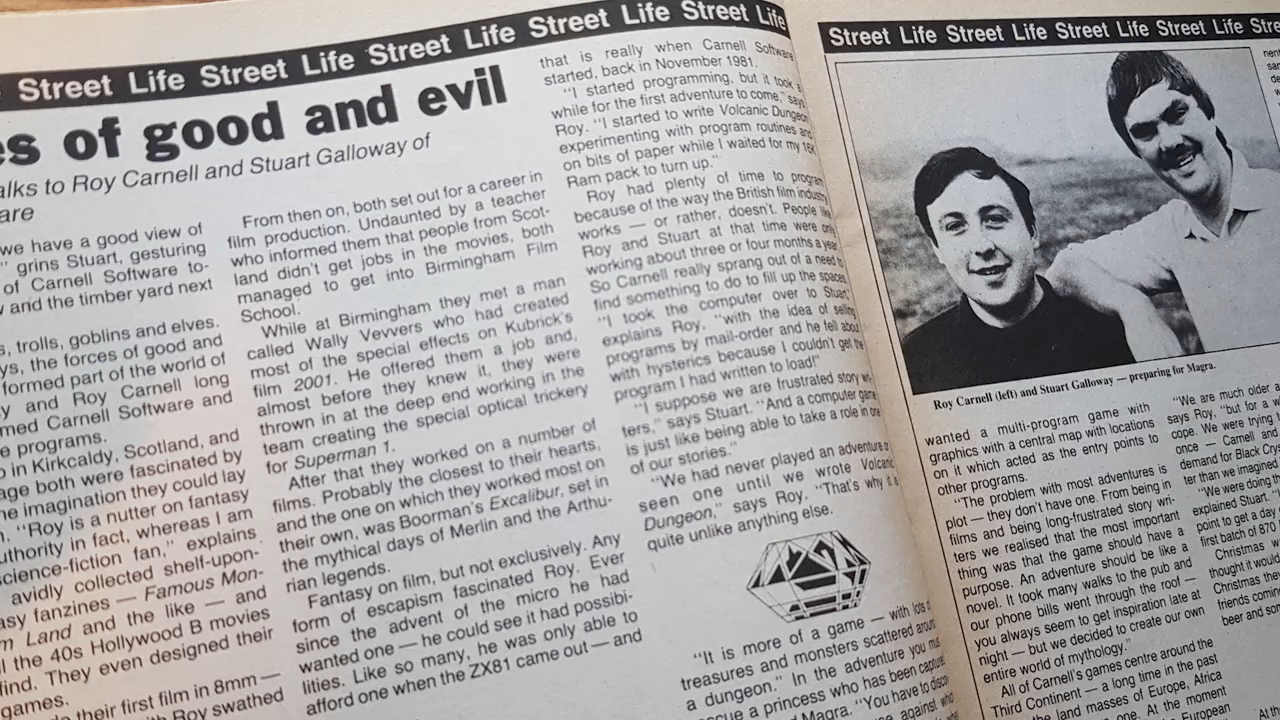 Street Life Street Life Street Life Street Life
es of good and evil
alks to Roy Carnell and Stuart Galloway of
are
we have a good view of
" grins Stuart, gesturing
of Carnell Software to-
and the timber yard next
s, trolls, goblins and elves.
ys, the forces of good and
formed part of the world of
y and Roy Carnell long
med Carnell Software and
e programs.
in Kirkcaldy, Scotland, and
age both were fascinated by
he imagination they could lay
n. "Roy is a nutter on fantasy
uthority in fact, whereas I am
science-fiction fan," explains
avidly collected shelf-upon-
asy fanzines — Famous Mon-
m Land and the like — and
ll the 40s Hollywood B movies
find. They even designed their
games.
their first film in 8mm —
Roy swathed
From then on, both set out for a career in
film production. Undaunted by a teacher
who informed them that people from Scot-
land didn't get jobs in the movies, both
managed to get into Birmingham Film
School.
While at Birmingham they met a man
called Wally Vevvers who had created
most of the special effects on Kubrick's
film 2001. He offered them a job and,
almost before they knew it, they were
thrown in at the deep end working in the
team creating the special optical trickery
for Superman 1.
After that they worked on a number of
films. Probably the closest to their hearts,
and the one on which they worked most on
their own, was Boorman's Excalibur, set in
the mythical days of Merlin and the Arthu-
rian legends.
Fantasy on film, but not exclusively. Any
form of escapism fascinated Roy. Ever
since the advent of the micro he had
wanted one — he could see it had possibi-
lities. Like so many, he was only able to
afford one when the ZX81 came out — and
that is really when Carnell Software
started, back in November 1981.
"I started programming, but it took a
while for the first adventure to come," says
Roy. "I started to write Volcanic Dungeon
experimenting with program routines and
on bits of paper while I waited for my 16K
Ram pack to turn up."
Roy had plenty of time to program
because of the way the British film industry
works — or rather, doesn't. People like
Roy and Stuart at that time were only
working about three or four months a year.
So Carnell really sprang out of a need to
find something to do to fill up the spaces.
"I took the computer over to Stuart,"
explains Roy, "with the idea of selling
programs by mail-order and he fell about
with hysterics because I couldn't get the
program I had written to load!"
"I suppose we are frustrated story wri-
ters," says Stuart. "And a computer game
is just like being able to take a role in one
of our stories."
"We had never played an adventure or
seen one until we wrote Volcanic
Dungeon," says Roy. "That's why it is
quite unlike anything else.
"It is more of a game — with lots of
treasures and monsters scattered around
a dungeon." In the adventure you must
rescue a princess who has been captured
Magra. "You have to disco-
against who
Street Life Street Life Street Life Stre
Roy Carnell (left) and Stuart Galloway — preparing for Magra.
wanted a multi-program game with
graphics with a central map with locations
on it which acted as the entry points to
other programs.
"The problem with most adventures is
plot — they don't have one. From being in
films and being long-frustrated story wri-
ters we realised that the most important
thing was that the game should have a
purpose. An adventure should be like a
novel. It took many walks to the pub and
our phone bills went through the roof —
you always seem to get inspiration late at
night — but we decided to create our own
entire world of mythology."
All of Carnell's games centre around the
Third Continent — a long time in the past
the land masses of Europe, Africa
one. At the moment
European
"We are much older a
says Roy, "but for a w
cope. We were trying
once — Carnell and
demand for Black Crys
ter than we imagined
"We were doing th
explained Stuart. "
point to get a day
first batch of 870
Christmas w
thought it would
Christmas the
friends comin
beer and so
At the